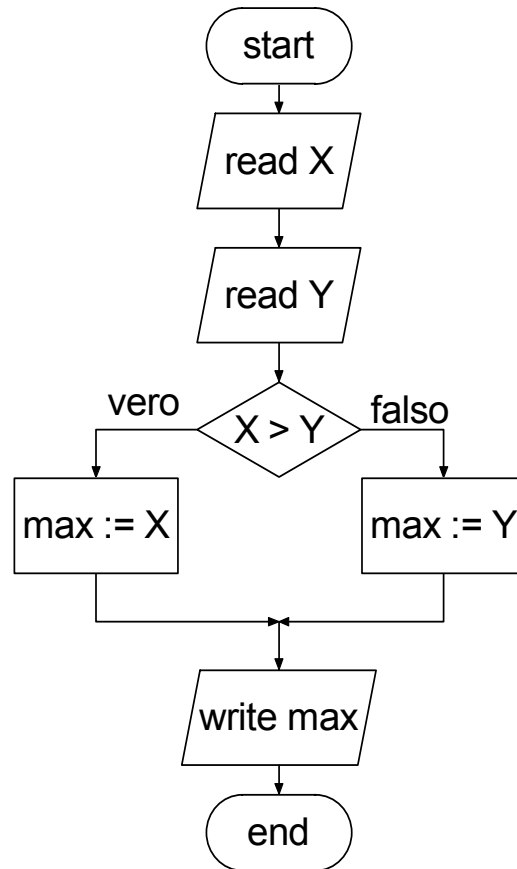 start
read X
read Y
vero
X > Y
falso
max := X
max := Y
write max
end